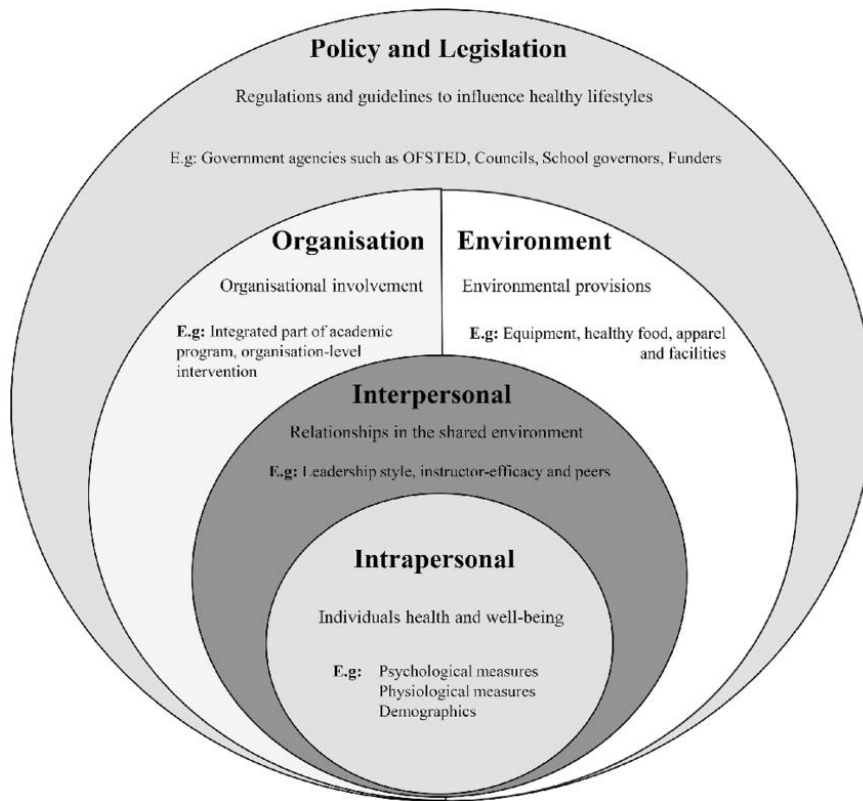 Policy and Legislation
Regulations and guidelines to influence healthy lifestyles
E.g: Government agencies such as OFSTED, Councils, School governors, Funders
Organisation
Organisational involvement
E.g: Integrated part of academic
program, organisation-level
intervention
Environment
Environmental provisions
E.g: Equipment, healthy food, apparel
and facilities
Interpersonal
Relationships in the shared environment
E.g: Leadership style, instructor-efficacy and peers
Intrapersonal
Individuals health and well-being
E.g: Psychological measures
Physiological measures
Demographics